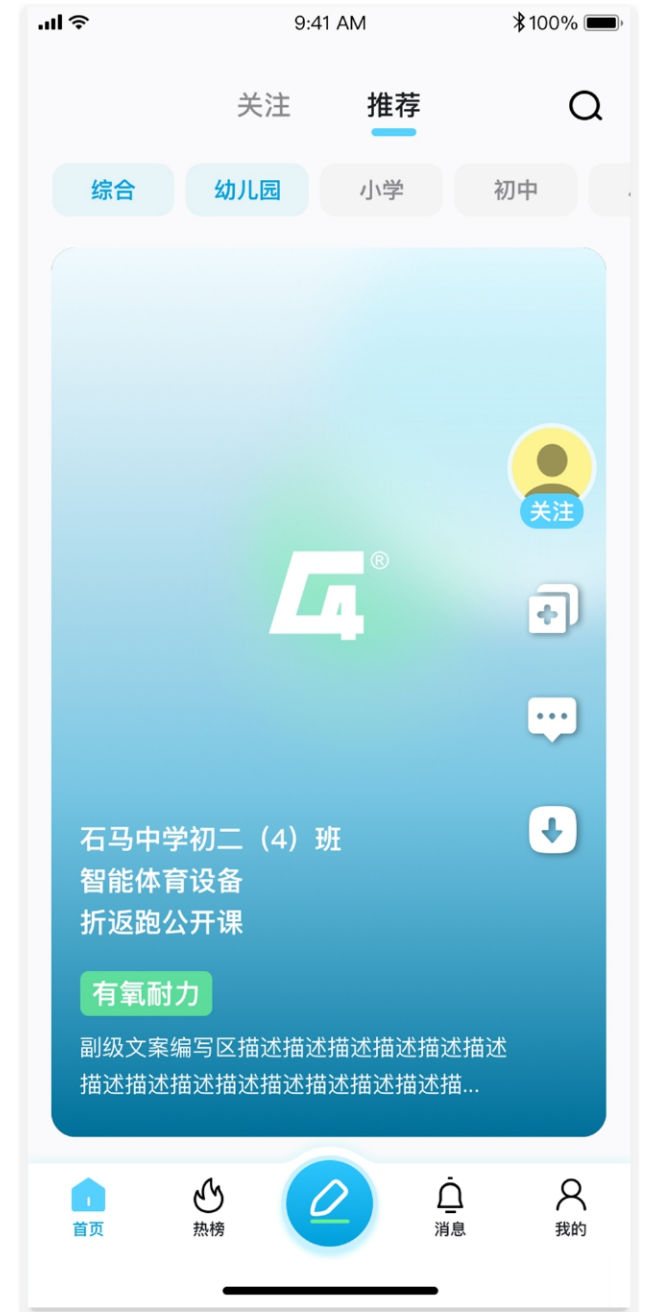 9:41 AM
100%
关注
推荐
综合
幼儿园
小学
初中
关注
4®
石马中学初二（4）班
智能体育设备
折返跑公开课
有氧耐力
副级文案编写区描述描述描述描述描述描述
描述描述描述描述描述描述描述描述描...
首页
热榜
消息
我的